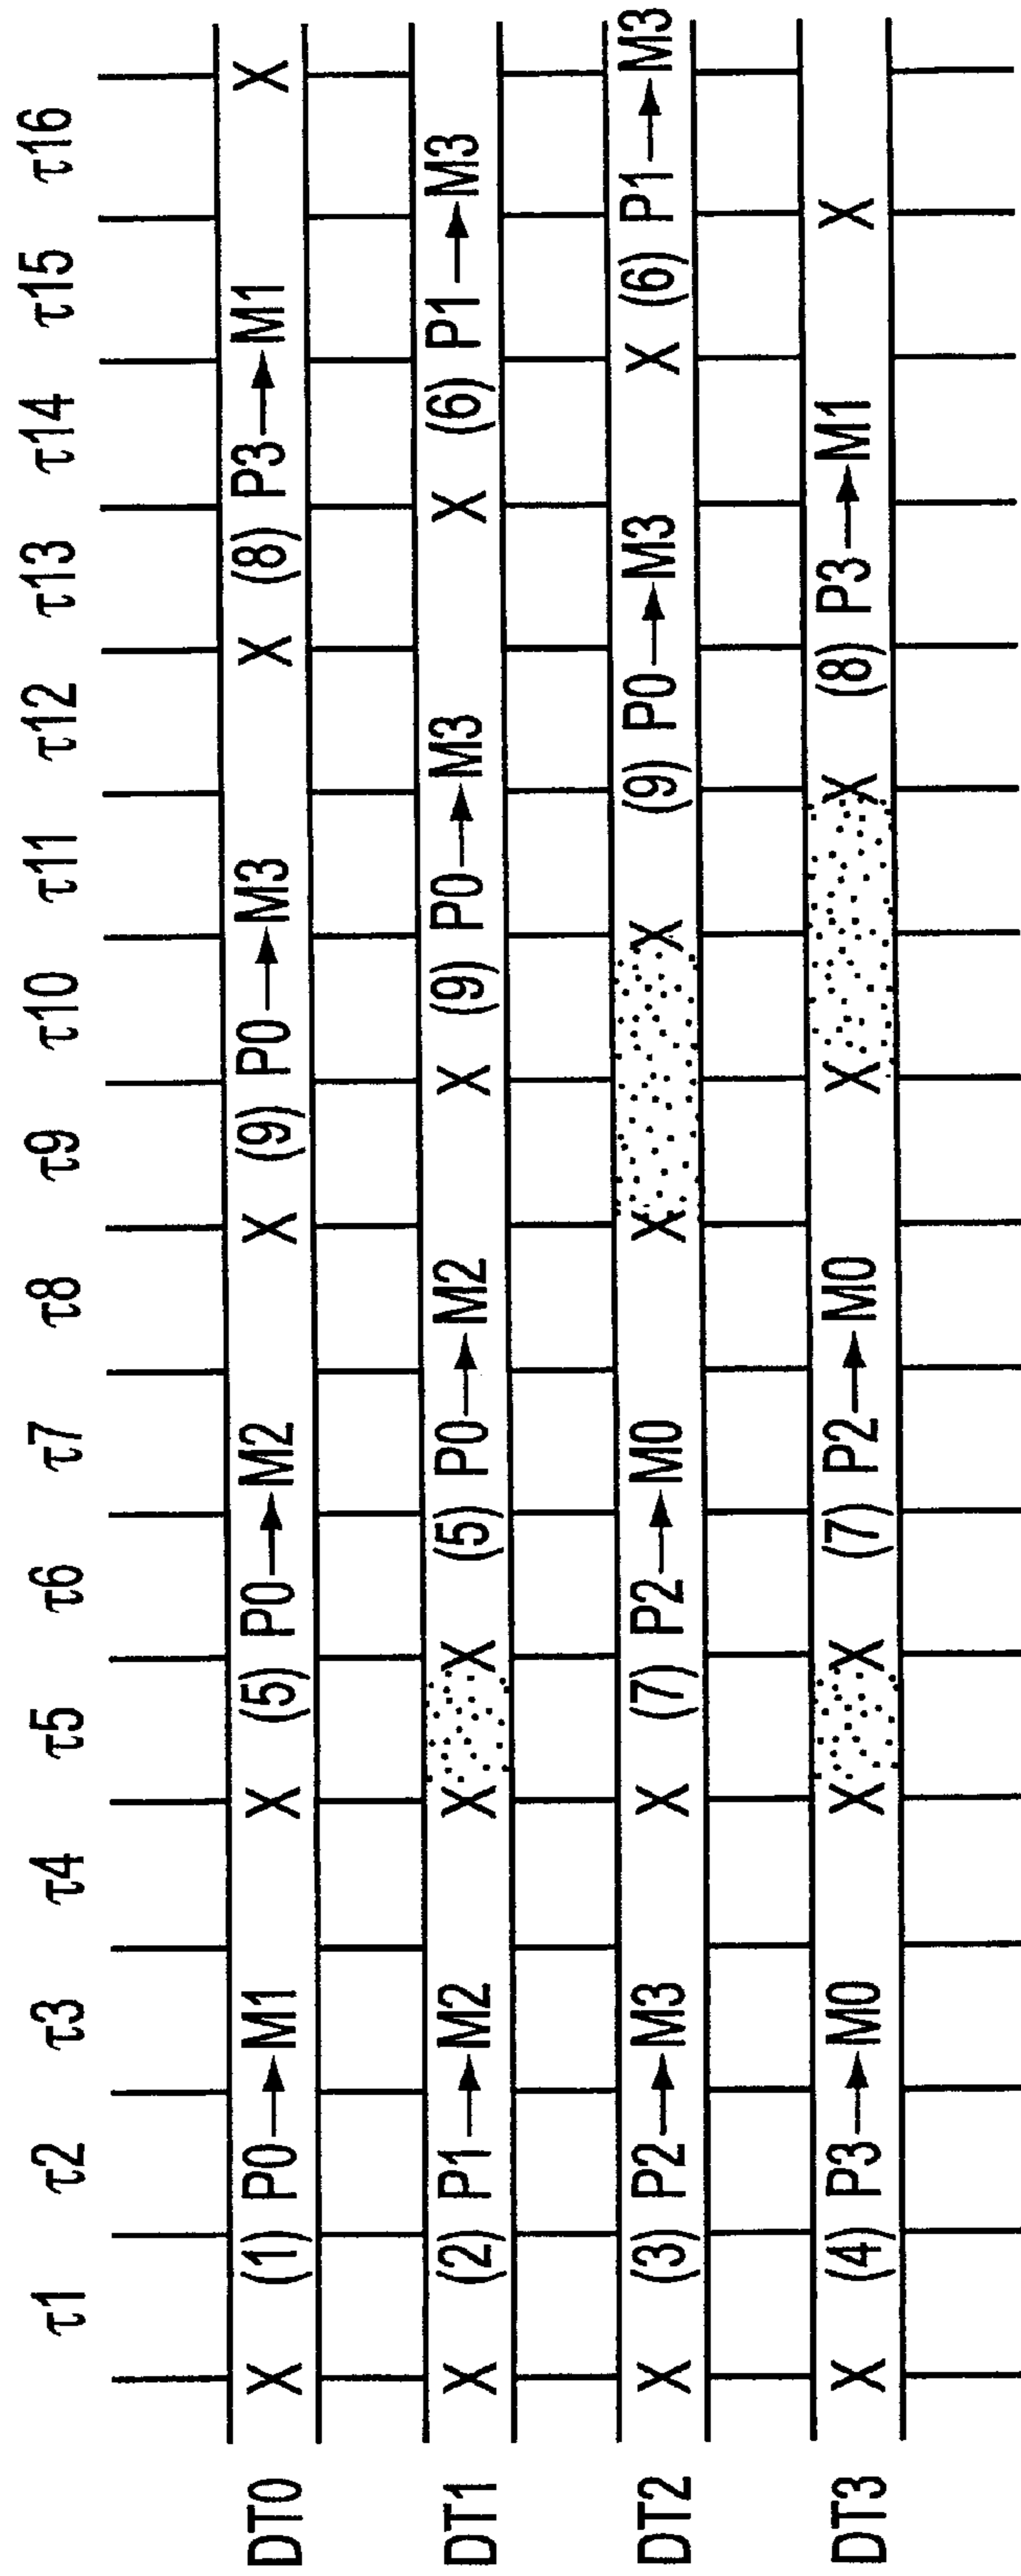 τ1 τ2 τ3 τ4 τ5 τ6 τ7 τ8 τ9 τ10 τ11 τ12 τ13 τ14 τ15 τ16
DT0 X (1) P0→M1 X (5) P0→M2 X (9) P0→M3 X (8) P3→M1 X
DT1 X (2) P1→M2 X X (5) P0→M2 X (9) P0→M3 X (6) P1→M3
DT2 X (3) P2→M3 X (7) P2→M0 X X (9) P0→M3 X (6) P1→M3
DT3 X (4) P3→M0 X X (7) P2→M0 X X (8) P3→M1 X